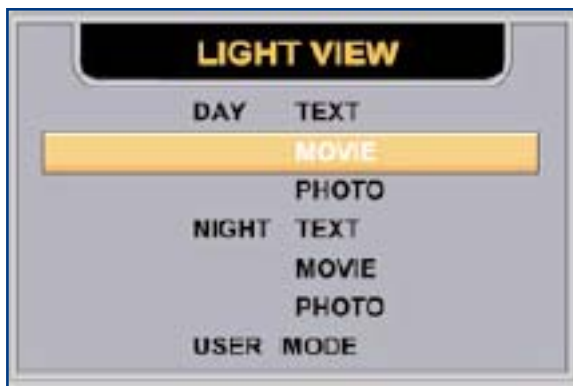 LIGHT VIEW
DAY TEXT
MOVIE
PHOTO
NIGHT TEXT
MOVIE
PHOTO
USER MODE